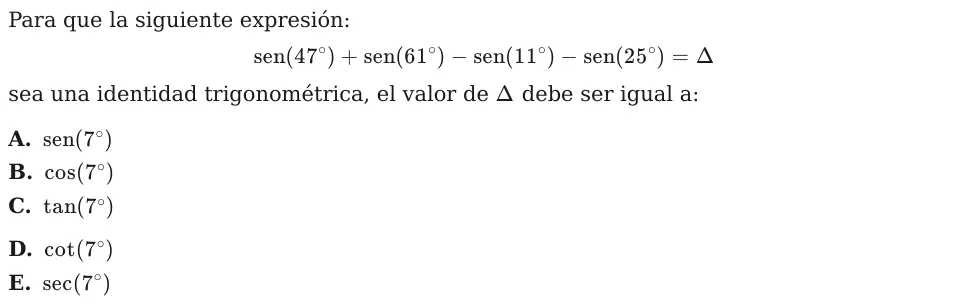 Para que la siguiente expresión:
sen(47°) + sen(61°) − sen(11°) − sen(25°) = Δ
sea una identidad trigonométrica, el valor de Δ debe ser igual a:
A. sen(7°)
B. cos(7°)
C. tan(7°)
D. cot(7°)
E. sec(7°)